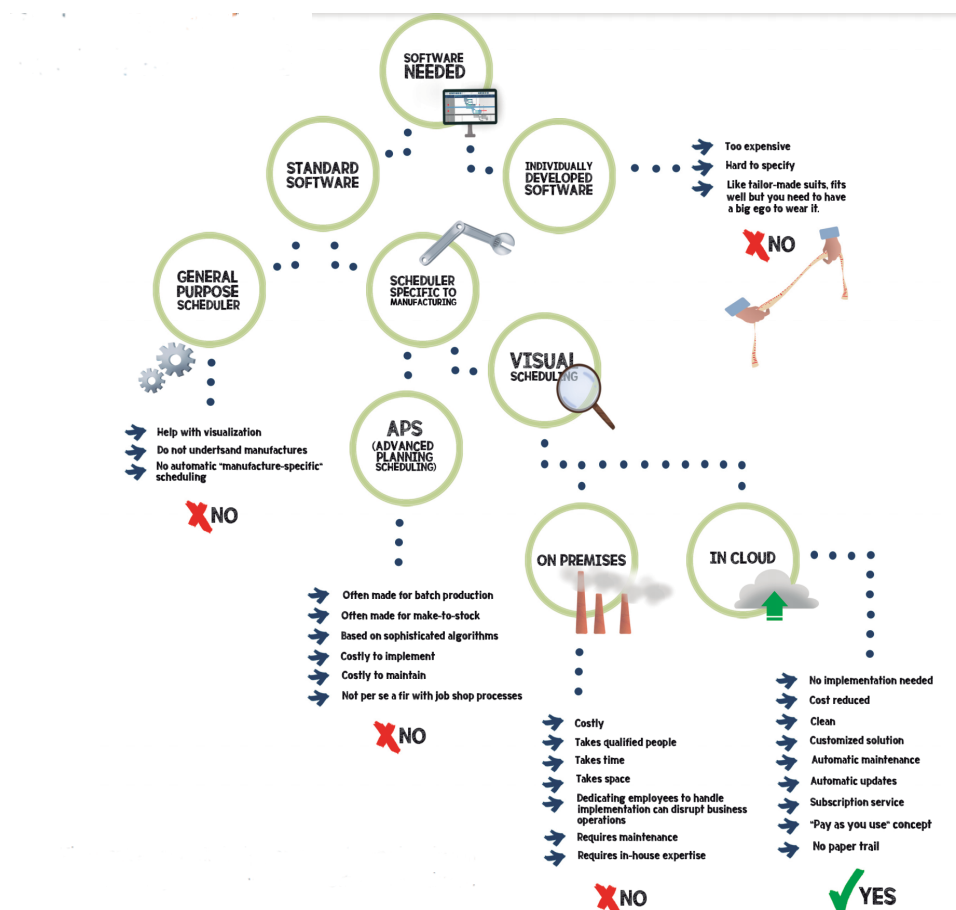 SOFTWARE
NEEDED
STANDARD
SOFTWARE
INDIVIDUALLY
DEVELOPED
SOFTWARE
Too expensive
Hard to specify
Like tailor-made suits, fits
well but you need to have
a big ego to wear it.
X NO
GENERAL
PURPOSE
SCHEDULER
SCHEDULER
SPECIFIC TO
MANUFACTURING
VISUAL
SCHEDULING
Help with visualization
Do not undertsand manufactures
No automatic "manufacture-specific"
scheduling
X NO
APS
(ADVANCED
PLANNING
SCHEDULING)
Often made for batch production
Often made for make-to-stock
Based on sophisticated algorithms
Costly to implement
Costly to maintain
Not per se a fir with job shop processes
X NO
ON PREMISES
Costly
Takes qualified people
Takes time
Takes space
Dedicating employees to handle
implementation can disrupt business
operations
Requires maintenance
Requires in-house expertise
X NO
IN CLOUD
No implementation needed
Cost reduced
Clean
Customized solution
Automatic maintenance
Automatic updates
Subscription service
"Pay as you use" concept
No paper trail
YES